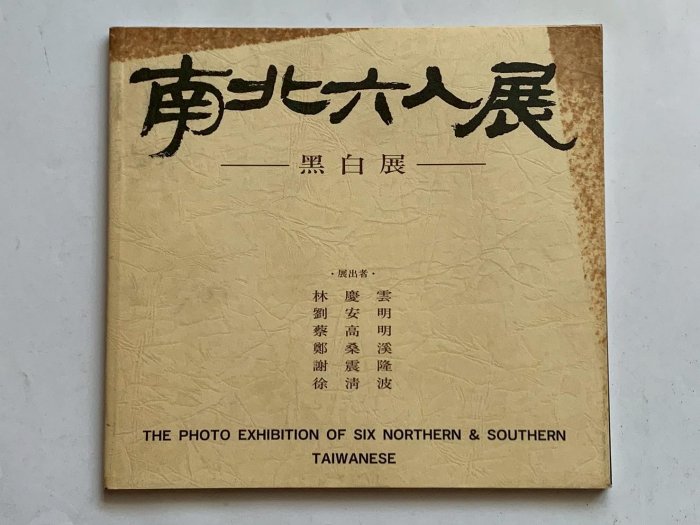 南北六人展
黑白展
·展出者·
林慶雲
劉安明
蔡高明
鄭桑溪
謝震隆
徐清波
THE PHOTO EXHIBITION OF SIX NORTHERN & SOUTHERN
TAIWANESE